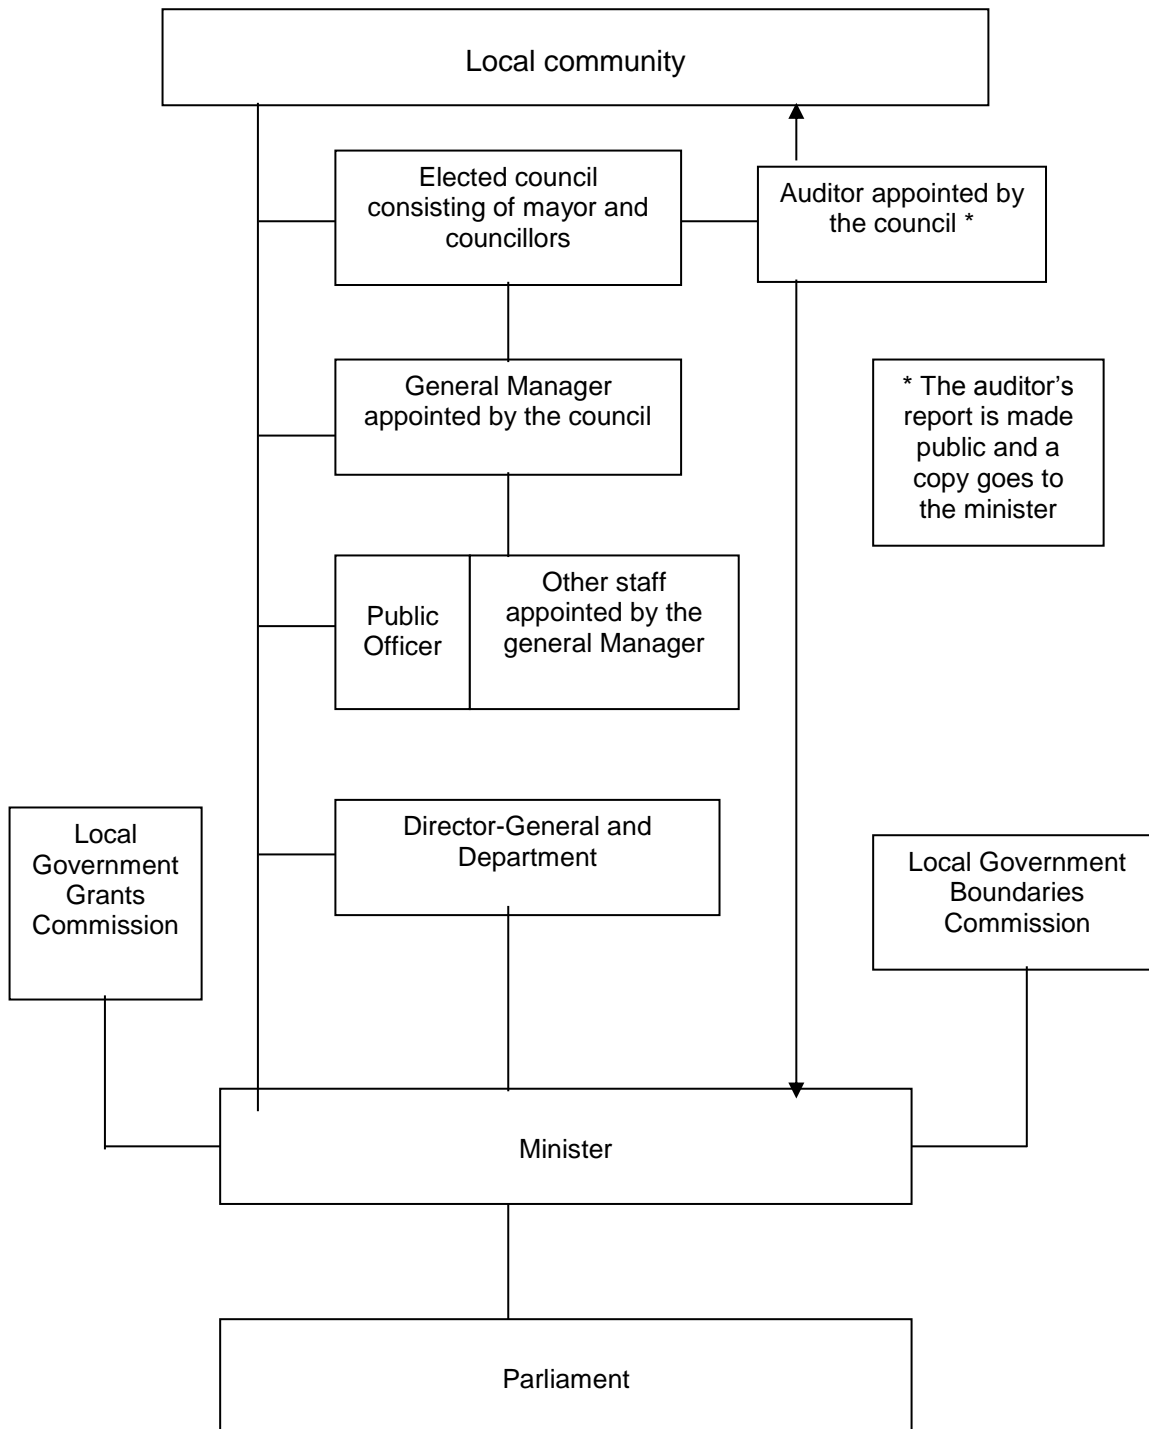 Local community
Elected council
consisting of mayor and
councillors
Auditor appointed by
the council *
General Manager
appointed by the council
* The auditor’s
report is made
public and a
copy goes to
the minister
Public
Officer
Other staff
appointed by the
general Manager
Local
Government
Grants
Commission
Director-General and
Department
Local Government
Boundaries
Commission
Minister
Parliament